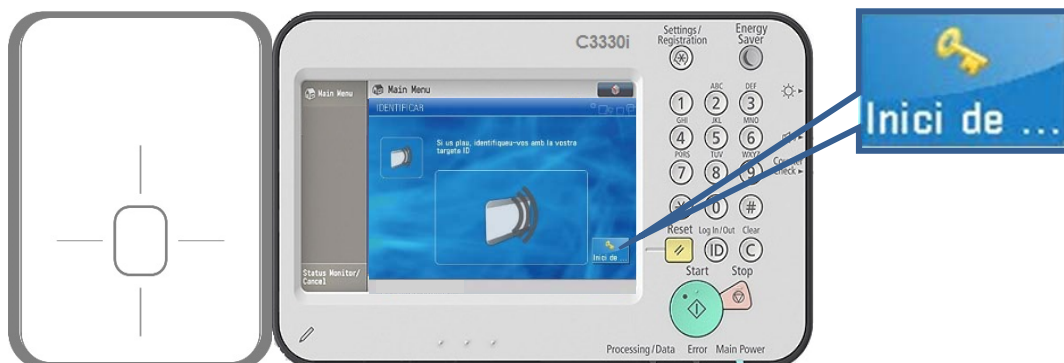 C3330i
Settings/
Registration
Energy
Saver
Main Menu
Main Menu
IDENTIFICAR
Si us plau, identifiqueu-vos amb la vostra
targeta ID
Inici de ...
Status Monitor/
Cancel
1
ABC
2
DEF
3
GHI
4
JKL
5
MNO
6
PQRS
7
TUV
8
WXYZ
9
Counter
Check
0
#
Reset
Log In/Out
Clear
ID
C
Start
Stop
Processing/Data
Error
Main Power
Inici de ...